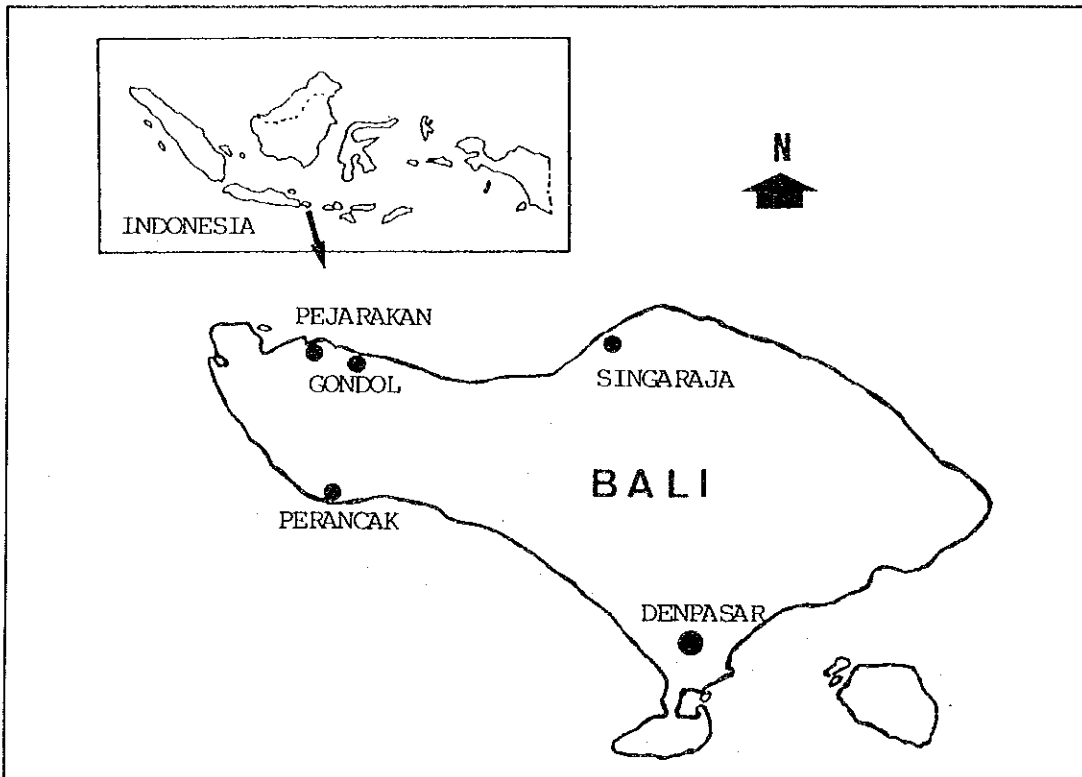 N
INDONESIA
PEJARAKAN
GONDOL
SINGARAJA
BALI
PERANCAK
DENPASAR